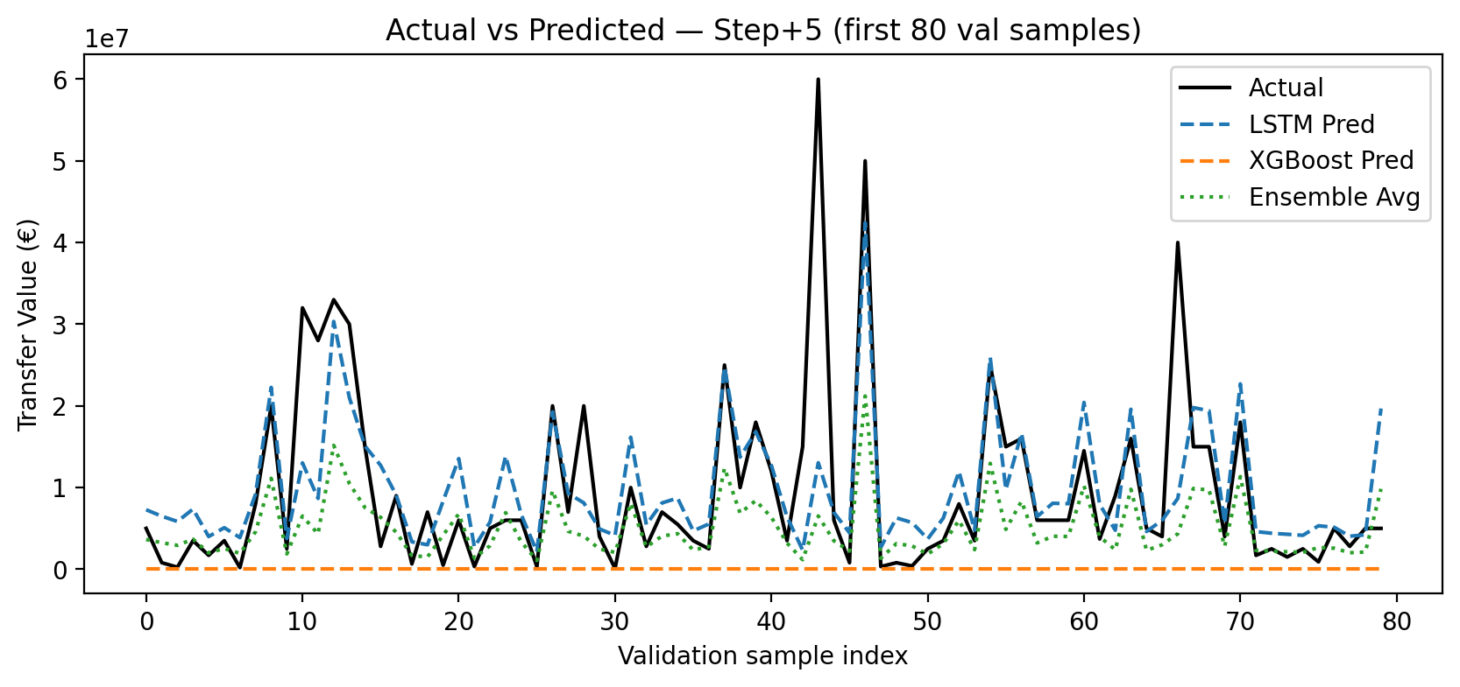 Actual vs Predicted — Step+5 (first 80 val samples)
1e7
6
5
4
3
2
1
0
Transfer Value (€)
Actual
LSTM Pred
XGBoost Pred
Ensemble Avg
0 10 20 30 40 50 60 70 80
Validation sample index